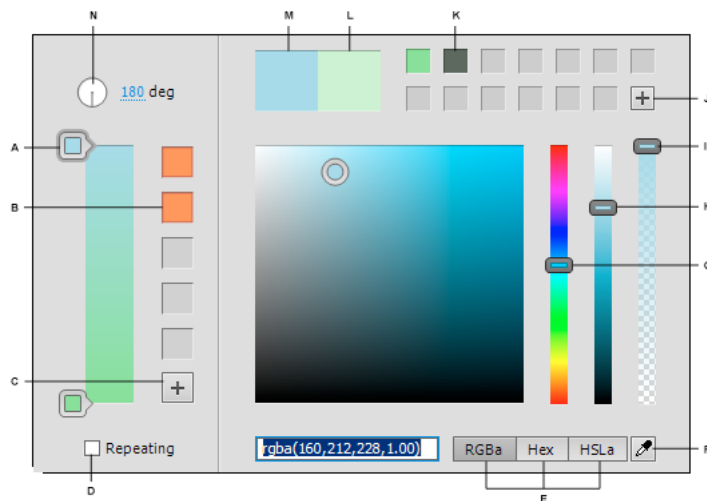 N
M
L
K
180 deg
J
A
I
B
H
G
C
Repeating
rgba(160,212,228,1.00)
RGBa
Hex
HSLa
F
D
E